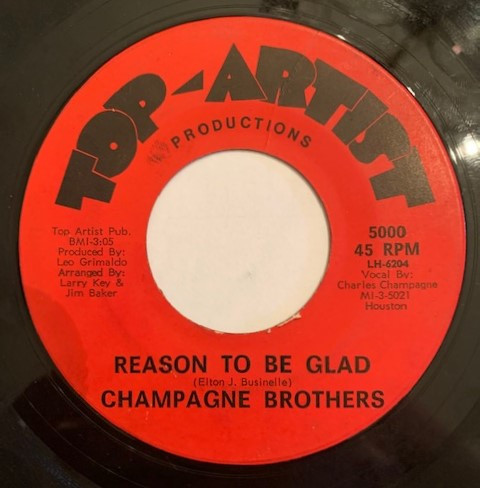 TOP-ARTIST
PRODUCTIONS
Top Artist Pub.
BMI-3:05
Produced By:
Leo Grimaldo
Arranged By:
Larry Key &
Jim Baker
5000
45 RPM
LH-6204
Vocal By:
Charles Champagne
MI-3-5021
Houston
REASON TO BE GLAD
(Elton J. Businelle)
CHAMPAGNE BROTHERS